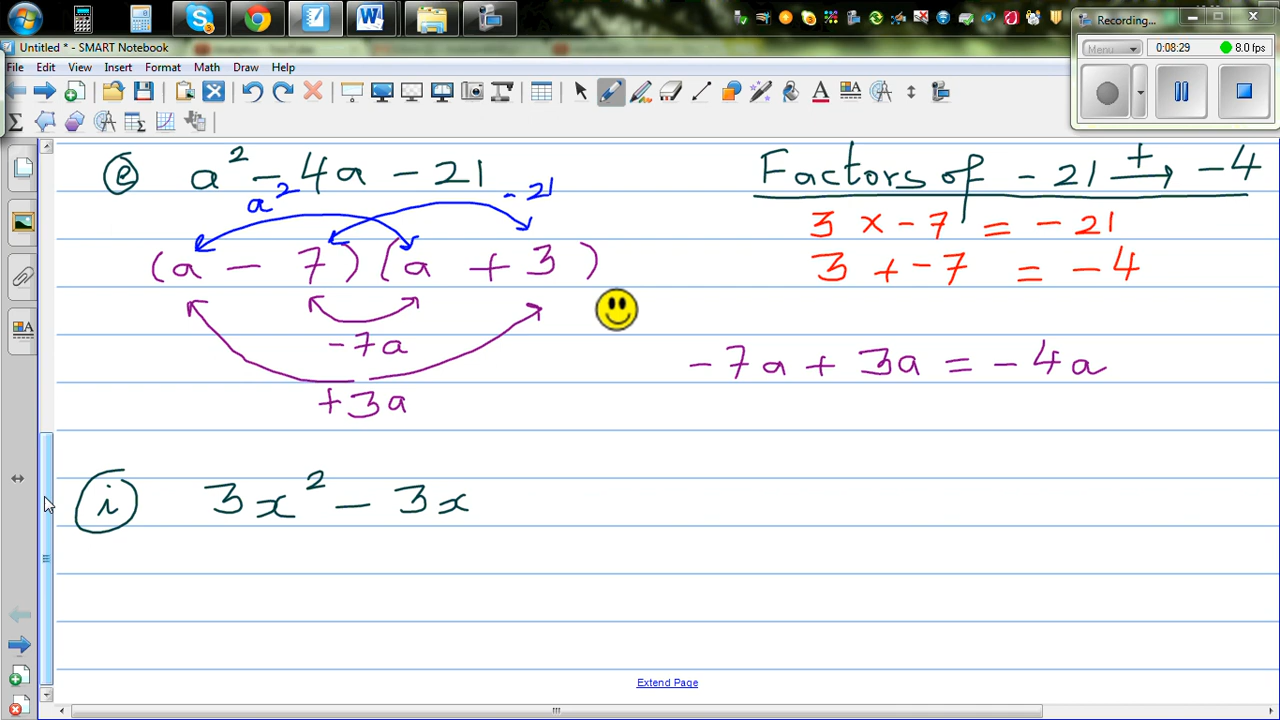 Recording...
Untitled * - SMART Notebook
Menu
0:08:29
8.0 fps
File Edit View Insert Format Math Draw Help
ⓔ a² - 4a - 21
Factors of - 21 +→ -4
a²
- 21
3 x - 7 = - 21
(a - 7)(a + 3)
3 + - 7 = - 4
- 7a
- 7a + 3a = - 4a
+3a
ⓘ 3x² - 3x
Extend Page